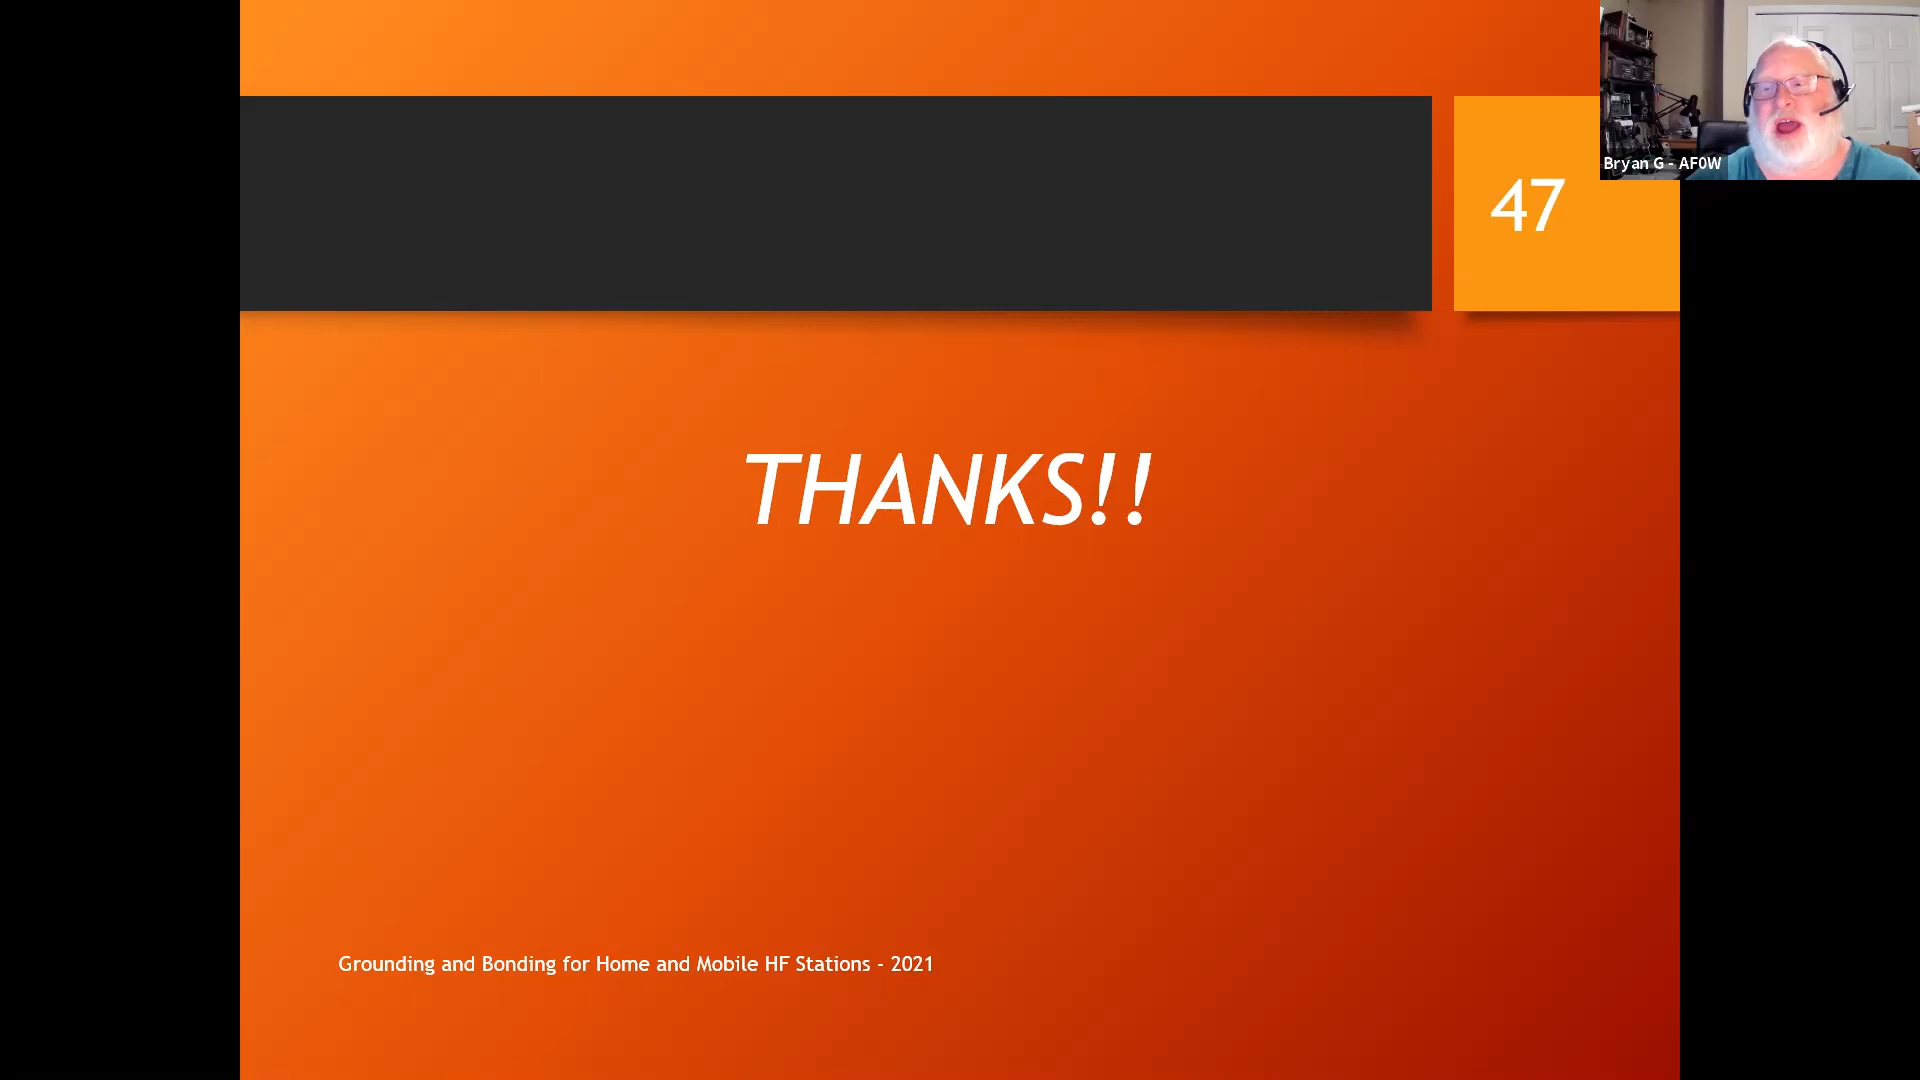 Bryan G - AF0W
47
THANKS!!
Grounding and Bonding for Home and Mobile HF Stations - 2021